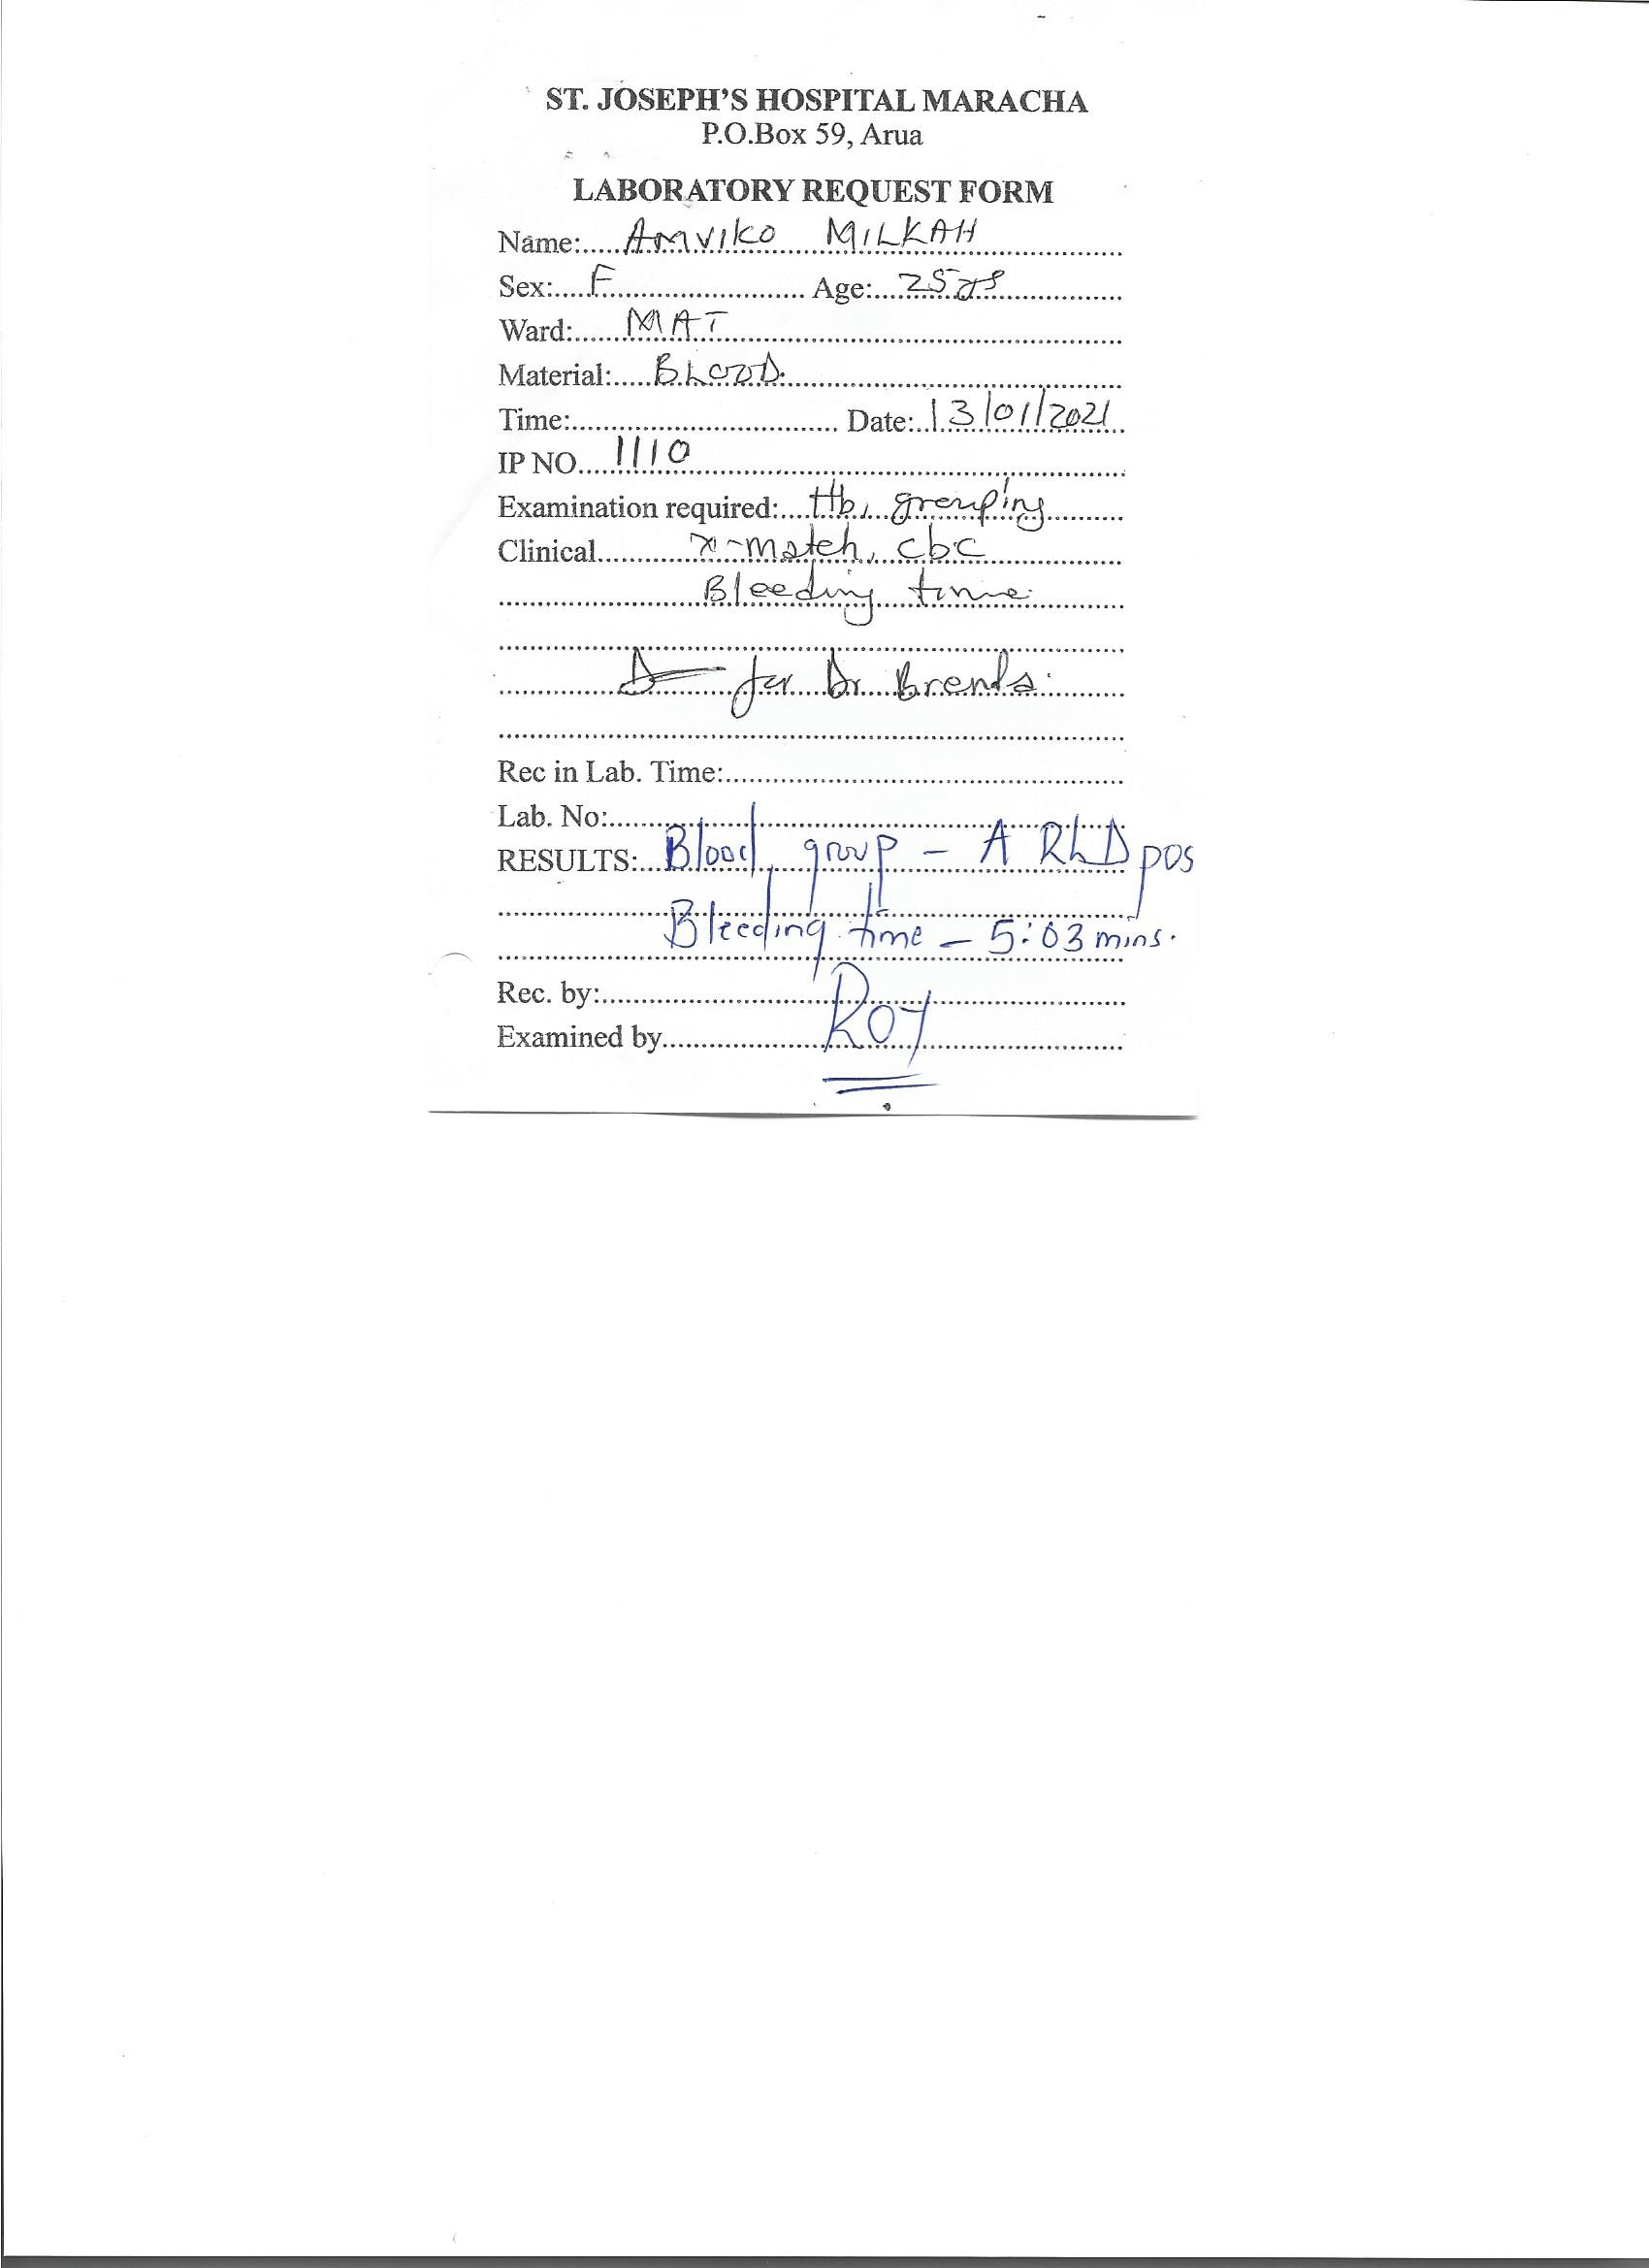 ST. JOSEPH'S HOSPITAL MARACHA
P.O.Box 59, Arua
LABORATORY REQUEST FORM
Name:.....AMVIKO MILKAH
Sex:.....F..........Age:....25yrs
Ward:......MAT
Material:.....BLOOD.
Time:..........Date:..13/01/2021
IP NO.....1110
Examination required:....Hb, grouping
Clinical............x-match, cbc
Bleeding time
for Dr Brenda.
Rec in Lab. Time:
Lab. No:
RESULTS:...Blood group - A RhD pos
Bleeding time - 5:03 mins.
Rec. by:
Examined by..........ROY